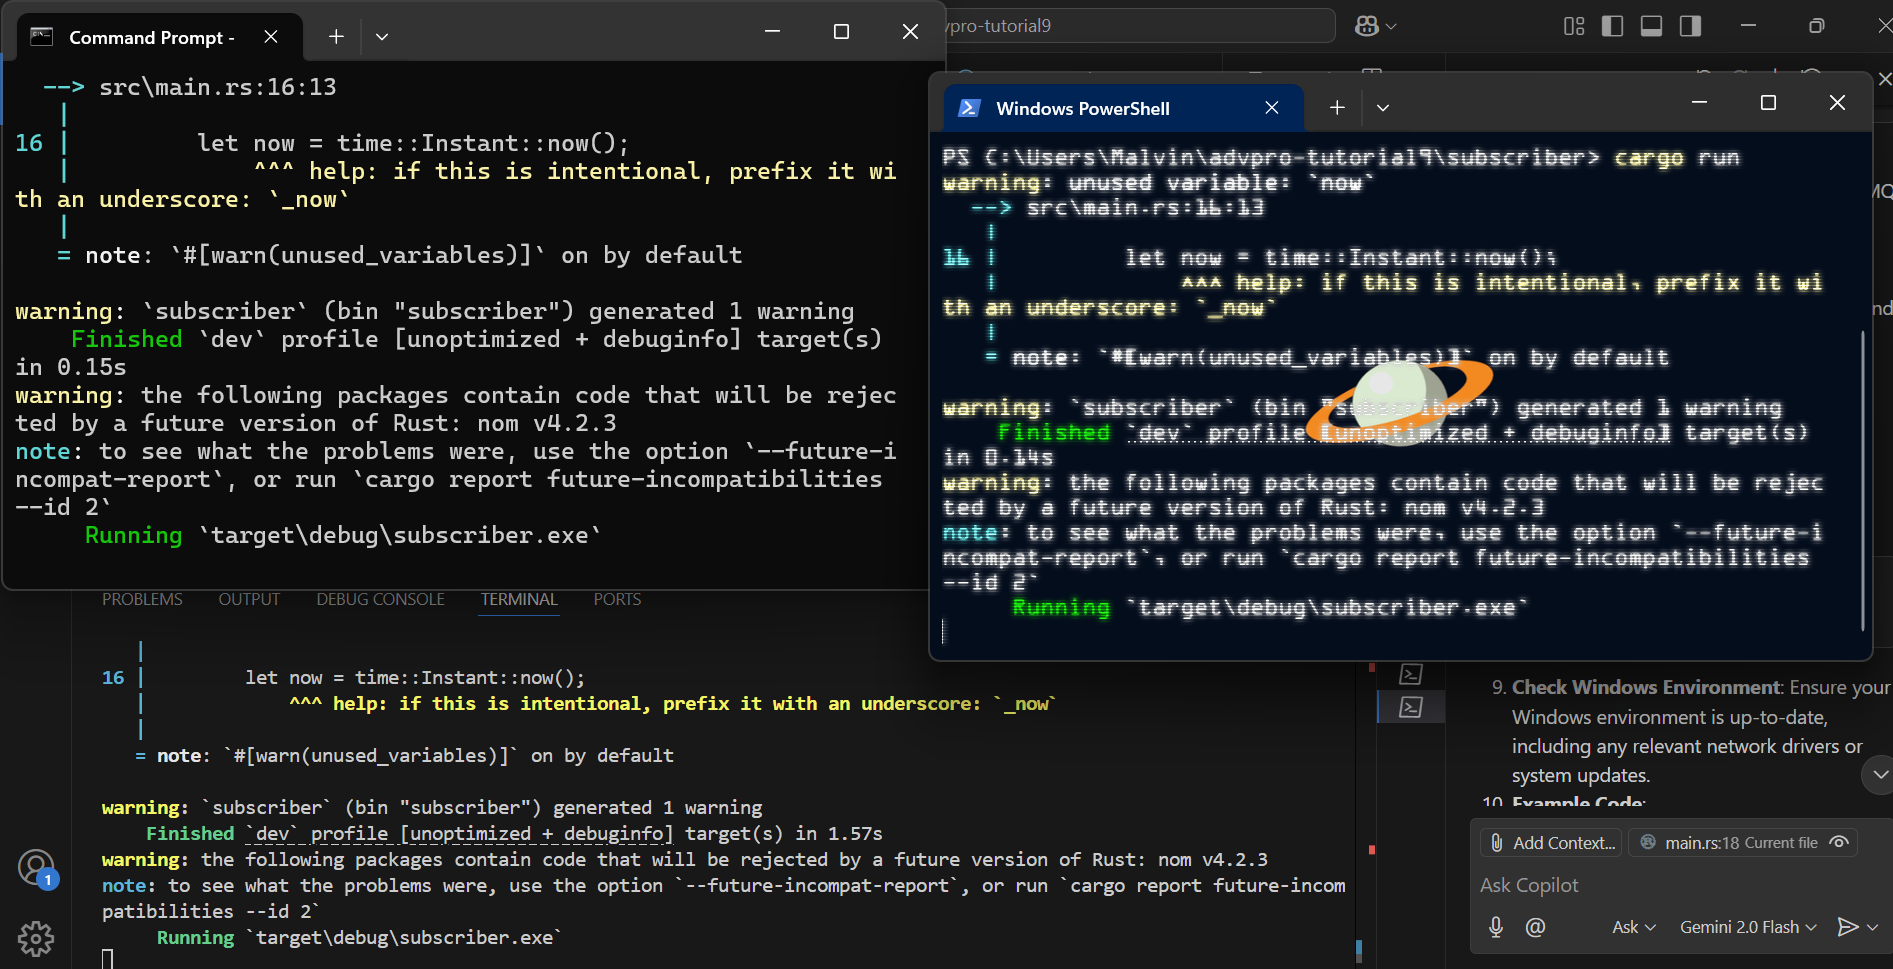 Command Prompt -
--> src\main.rs:16:13
|
16 |         let now = time::Instant::now();
|             ^^^ help: if this is intentional, prefix it wi
th an underscore: `_now`
|
= note: `#[warn(unused_variables)]` on by default
warning: `subscriber` (bin "subscriber") generated 1 warning
Finished `dev` profile [unoptimized + debuginfo] target(s)
in 0.15s
warning: the following packages contain code that will be rejec
ted by a future version of Rust: nom v4.2.3
note: to see what the problems were, use the option `--future-i
ncompat-report`, or run `cargo report future-incompatibilities
--id 2`
Running `target\debug\subscriber.exe`
vpro-tutorial9
Windows PowerShell
PS C:\Users\Malvin\advpro-tutorial9\subscriber> cargo run
warning: unused variable: `now`
--> src\main.rs:16:13
|
16 |         let now = time::Instant::now();
|             ^^^ help: if this is intentional, prefix it wi
th an underscore: `_now`
|
= note: `#[warn(unused_variables)]` on by default
warning: `subscriber` (bin "subscriber") generated 1 warning
Finished `dev` profile [unoptimized + debuginfo] target(s)
in 0.14s
warning: the following packages contain code that will be rejec
ted by a future version of Rust: nom v4.2.3
note: to see what the problems were, use the option `--future-i
ncompat-report`, or run `cargo report future-incompatibilities
--id 2`
Running `target\debug\subscriber.exe`
PROBLEMS OUTPUT DEBUG CONSOLE TERMINAL PORTS
|
16 |         let now = time::Instant::now();
|             ^^^ help: if this is intentional, prefix it with an underscore: `_now`
|
= note: `#[warn(unused_variables)]` on by default
warning: `subscriber` (bin "subscriber") generated 1 warning
Finished `dev` profile [unoptimized + debuginfo] target(s) in 1.57s
warning: the following packages contain code that will be rejected by a future version of Rust: nom v4.2.3
note: to see what the problems were, use the option `--future-incompat-report`, or run `cargo report future-incom
patibilities --id 2`
Running `target\debug\subscriber.exe`
1
9. Check Windows Environment: Ensure your
Windows environment is up-to-date,
including any relevant network drivers or
system updates.
10. Example Code:
Add Context... main.rs:18 Current file
Ask Copilot
@ Ask Gemini 2.0 Flash